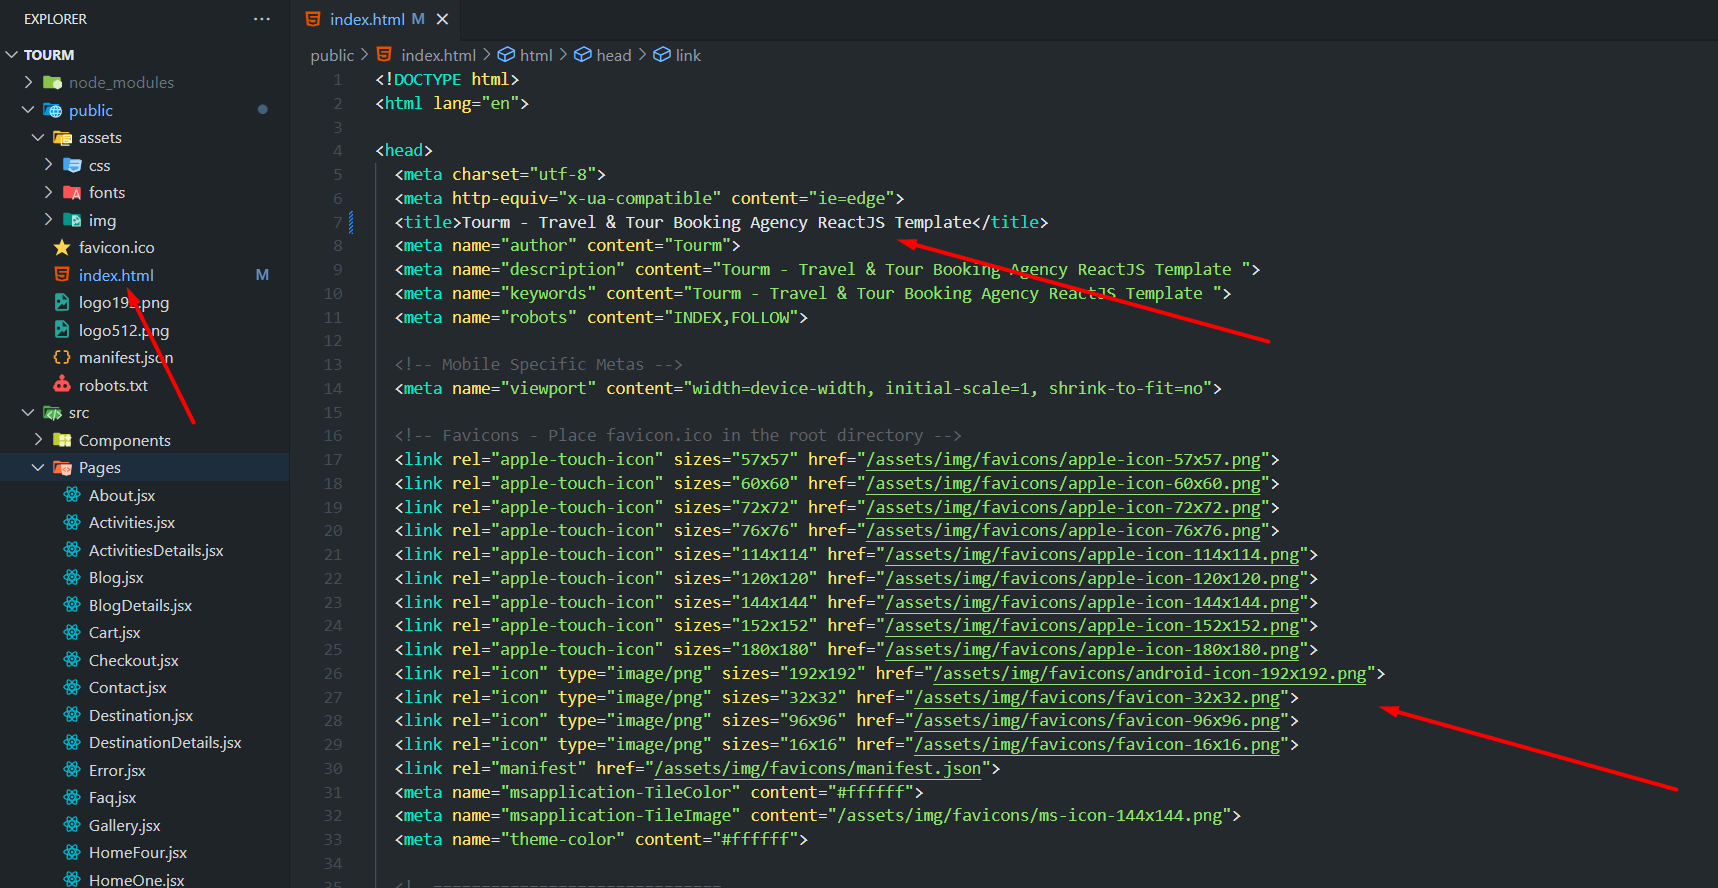 EXPLORER
TOURM
node_modules
public
assets
css
fonts
img
favicon.ico
index.html M
logo192.png
logo512.png
manifest.json
robots.txt
src
Components
Pages
About.jsx
Activities.jsx
ActivitiesDetails.jsx
Blog.jsx
BlogDetails.jsx
Cart.jsx
Checkout.jsx
Contact.jsx
Destination.jsx
DestinationDetails.jsx
Error.jsx
Faq.jsx
Gallery.jsx
HomeFour.jsx
HomeOne.jsx
index.html M
public > index.html > html > head > link
1 <!DOCTYPE html>
2 <html lang="en">
3
4 <head>
5 <meta charset="utf-8">
6 <meta http-equiv="x-ua-compatible" content="ie=edge">
7 <title>Tourm - Travel & Tour Booking Agency ReactJS Template</title>
8 <meta name="author" content="Tourm">
9 <meta name="description" content="Tourm - Travel & Tour Booking Agency ReactJS Template ">
10 <meta name="keywords" content="Tourm - Travel & Tour Booking Agency ReactJS Template ">
11 <meta name="robots" content="INDEX,FOLLOW">
12
13 <!-- Mobile Specific Metas -->
14 <meta name="viewport" content="width=device-width, initial-scale=1, shrink-to-fit=no">
15
16 <!-- Favicons - Place favicon.ico in the root directory -->
17 <link rel="apple-touch-icon" sizes="57x57" href="/assets/img/favicons/apple-icon-57x57.png">
18 <link rel="apple-touch-icon" sizes="60x60" href="/assets/img/favicons/apple-icon-60x60.png">
19 <link rel="apple-touch-icon" sizes="72x72" href="/assets/img/favicons/apple-icon-72x72.png">
20 <link rel="apple-touch-icon" sizes="76x76" href="/assets/img/favicons/apple-icon-76x76.png">
21 <link rel="apple-touch-icon" sizes="114x114" href="/assets/img/favicons/apple-icon-114x114.png">
22 <link rel="apple-touch-icon" sizes="120x120" href="/assets/img/favicons/apple-icon-120x120.png">
23 <link rel="apple-touch-icon" sizes="144x144" href="/assets/img/favicons/apple-icon-144x144.png">
24 <link rel="apple-touch-icon" sizes="152x152" href="/assets/img/favicons/apple-icon-152x152.png">
25 <link rel="apple-touch-icon" sizes="180x180" href="/assets/img/favicons/apple-icon-180x180.png">
26 <link rel="icon" type="image/png" sizes="192x192" href="/assets/img/favicons/android-icon-192x192.png">
27 <link rel="icon" type="image/png" sizes="32x32" href="/assets/img/favicons/favicon-32x32.png">
28 <link rel="icon" type="image/png" sizes="96x96" href="/assets/img/favicons/favicon-96x96.png">
29 <link rel="icon" type="image/png" sizes="16x16" href="/assets/img/favicons/favicon-16x16.png">
30 <link rel="manifest" href="/assets/img/favicons/manifest.json">
31 <meta name="msapplication-TileColor" content="#ffffff">
32 <meta name="msapplication-TileImage" content="/assets/img/favicons/ms-icon-144x144.png">
33 <meta name="theme-color" content="#ffffff">
34